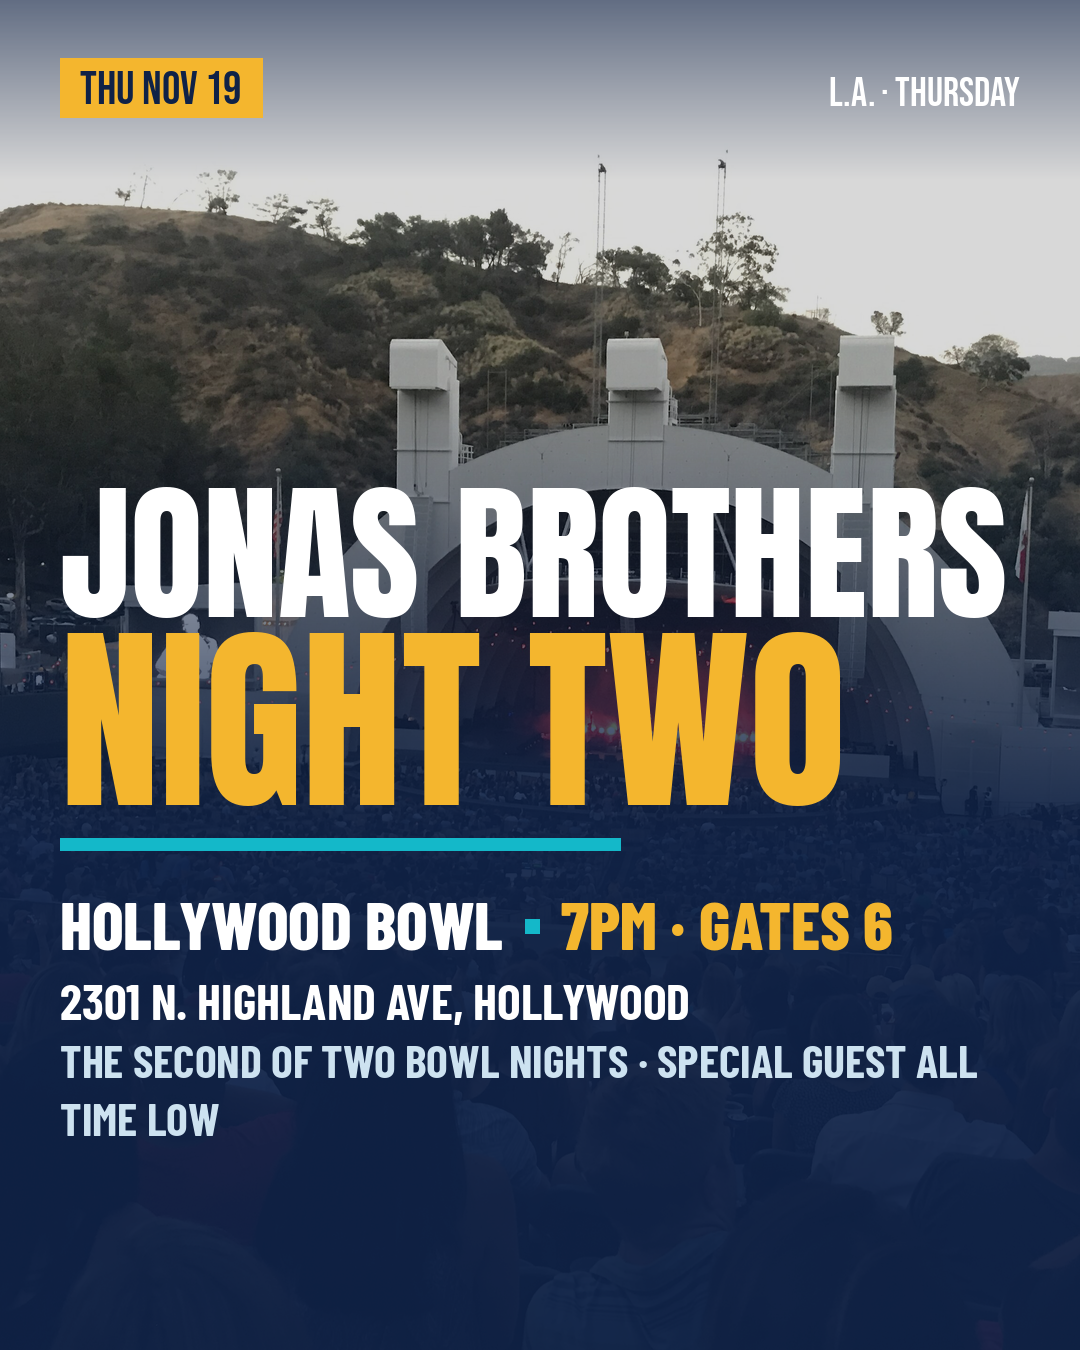 THU NOV 19
L.A. · THURSDAY
JONAS BROTHERS
NIGHT TWO
HOLLYWOOD BOWL ▪ 7PM · GATES 6
2301 N. HIGHLAND AVE, HOLLYWOOD
THE SECOND OF TWO BOWL NIGHTS · SPECIAL GUEST ALL
TIME LOW